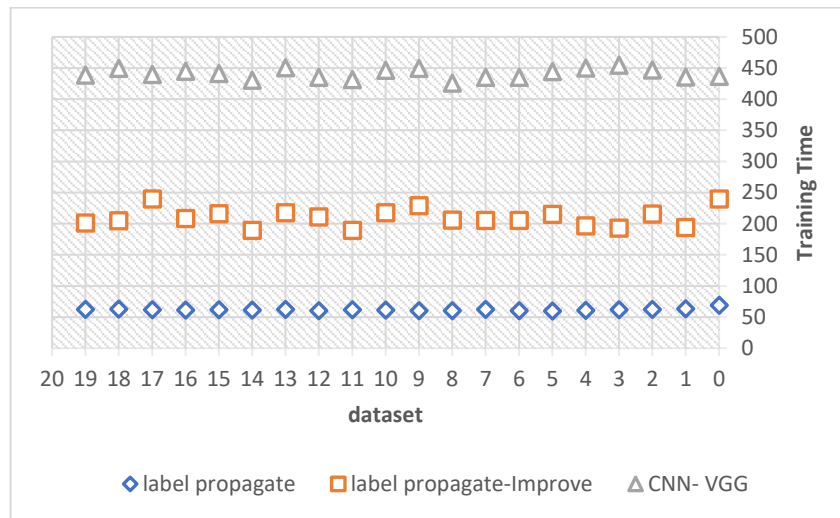 500
450
400
350
300
250
200
150
100
50
0
Training Time
20 19 18 17 16 15 14 13 12 11 10 9 8 7 6 5 4 3 2 1 0
dataset
label propagate label propagate-Improve CNN- VGG